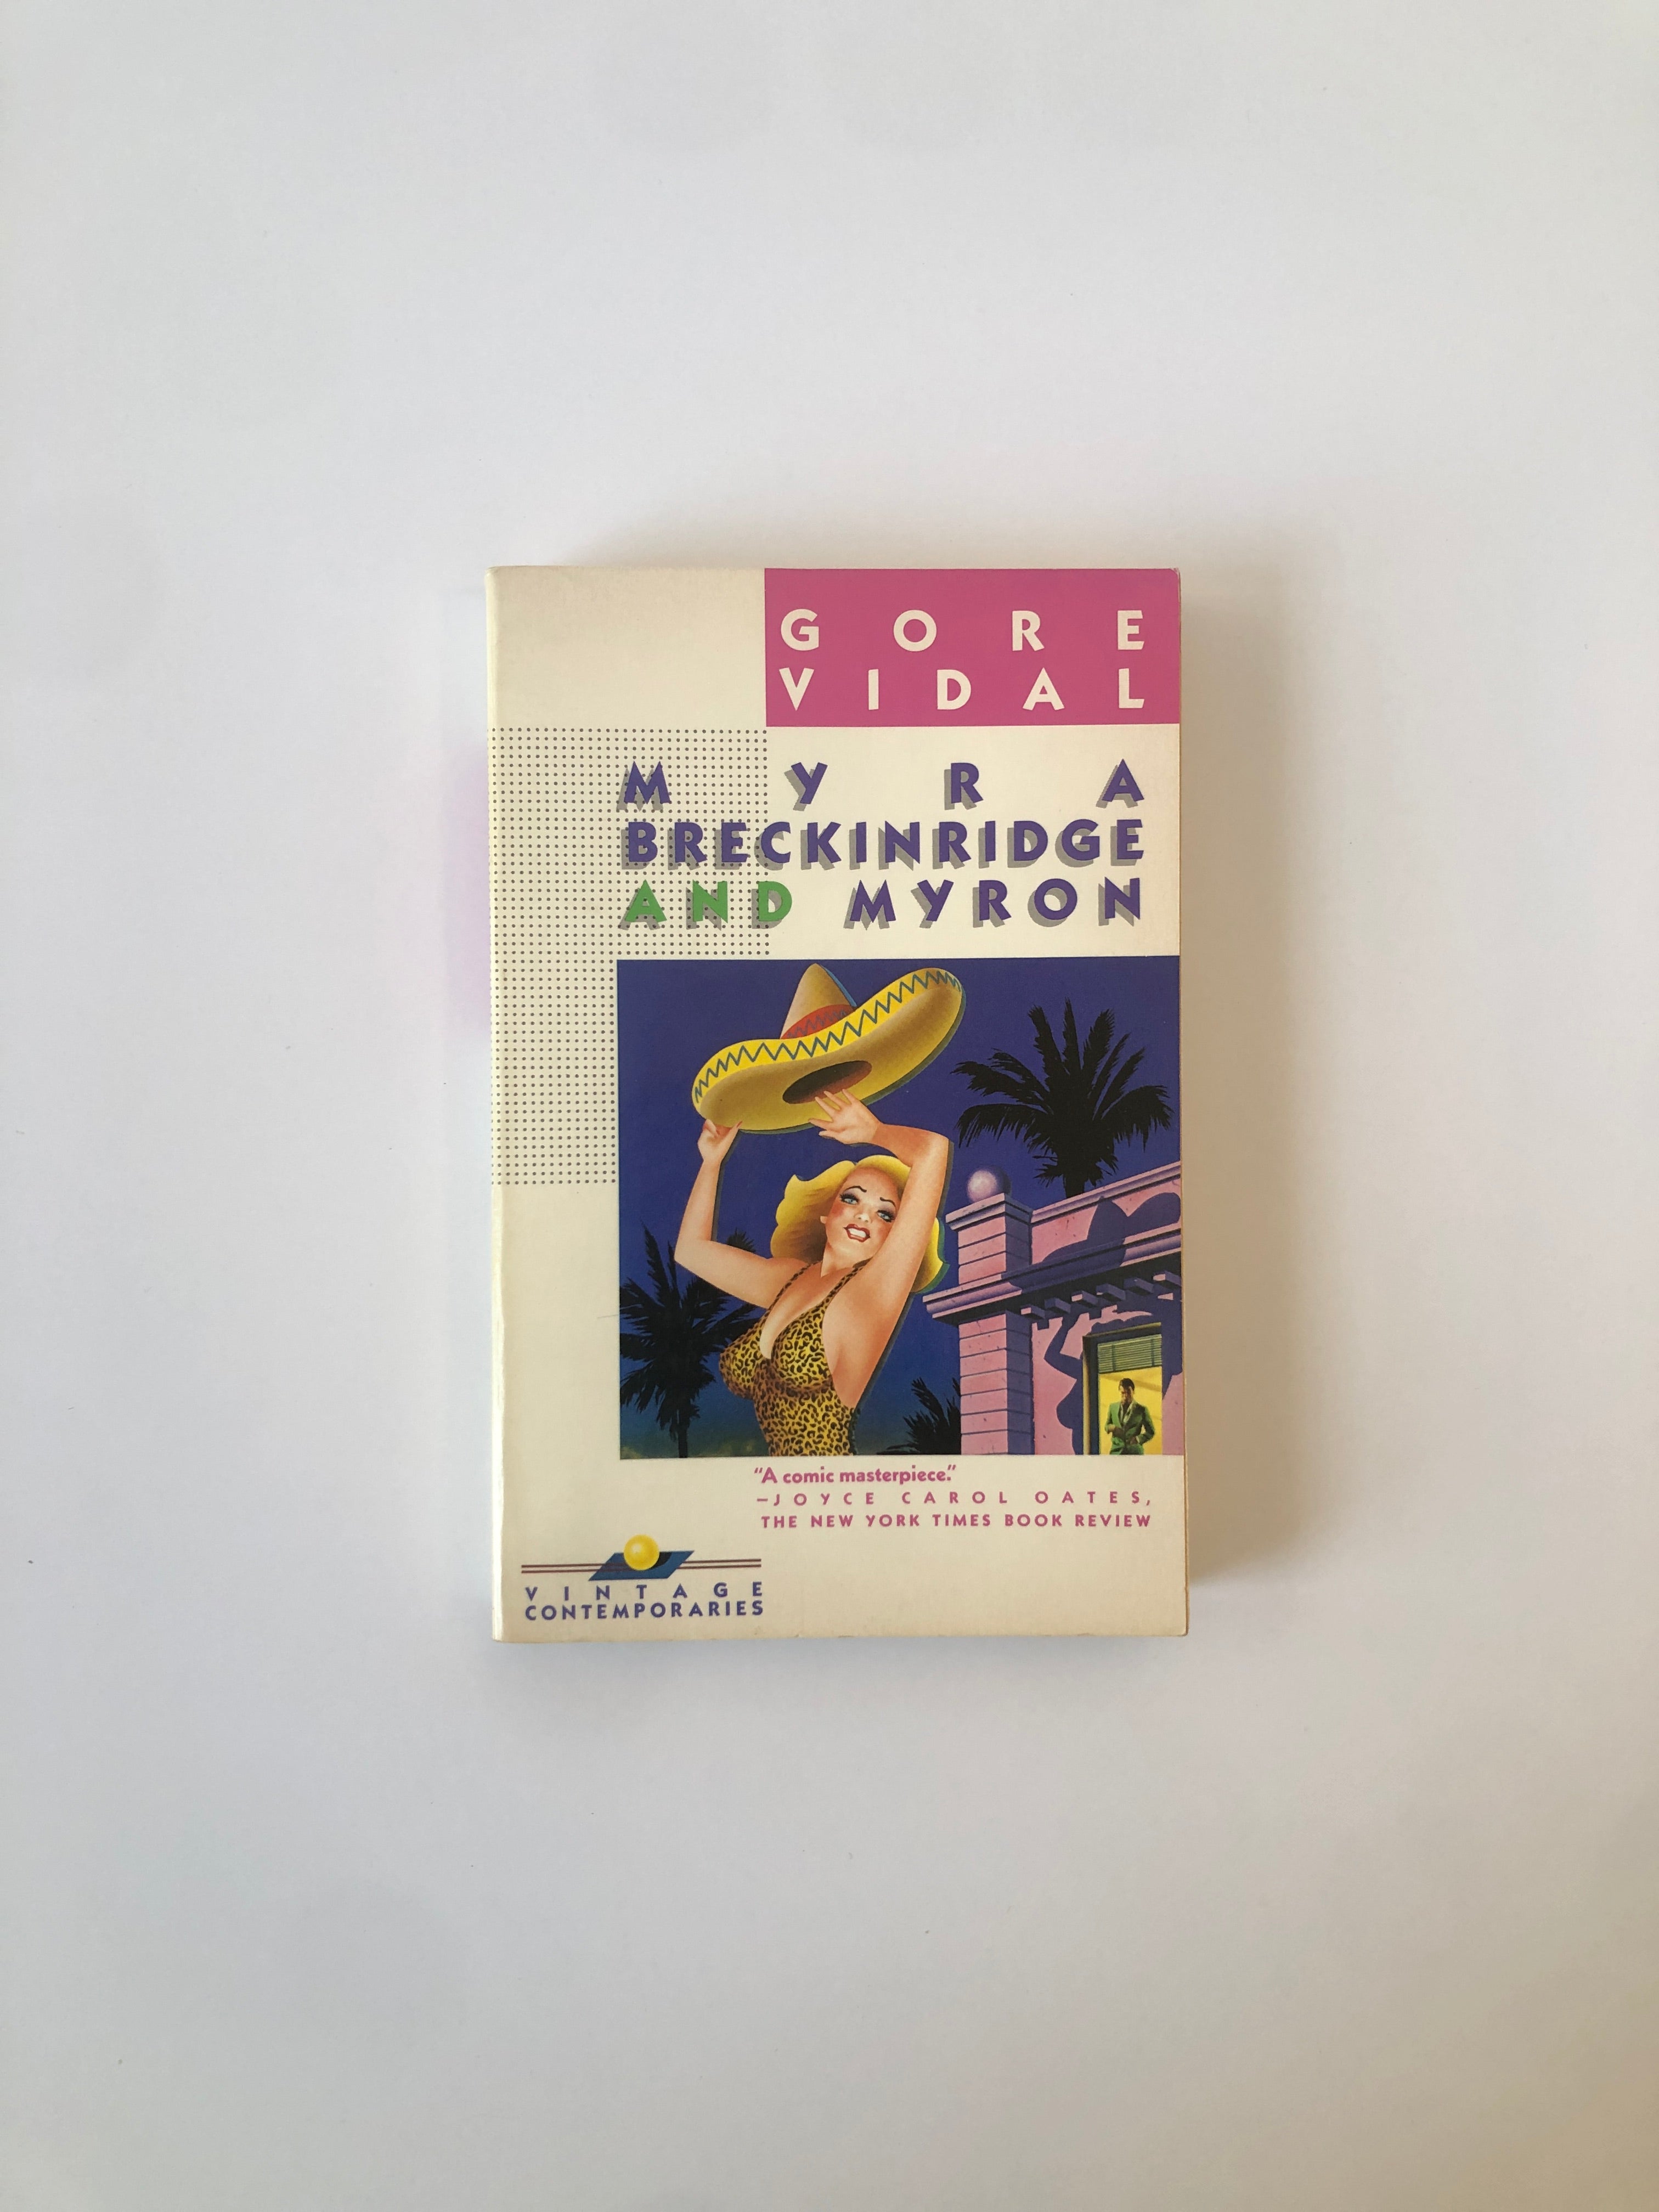 GORE
VIDAL
MYRA
BRECKINRIDGE
AND MYRON
"A comic masterpiece."
—JOYCE CAROL OATES,
THE NEW YORK TIMES BOOK REVIEW
VINTAGE
CONTEMPORARIES